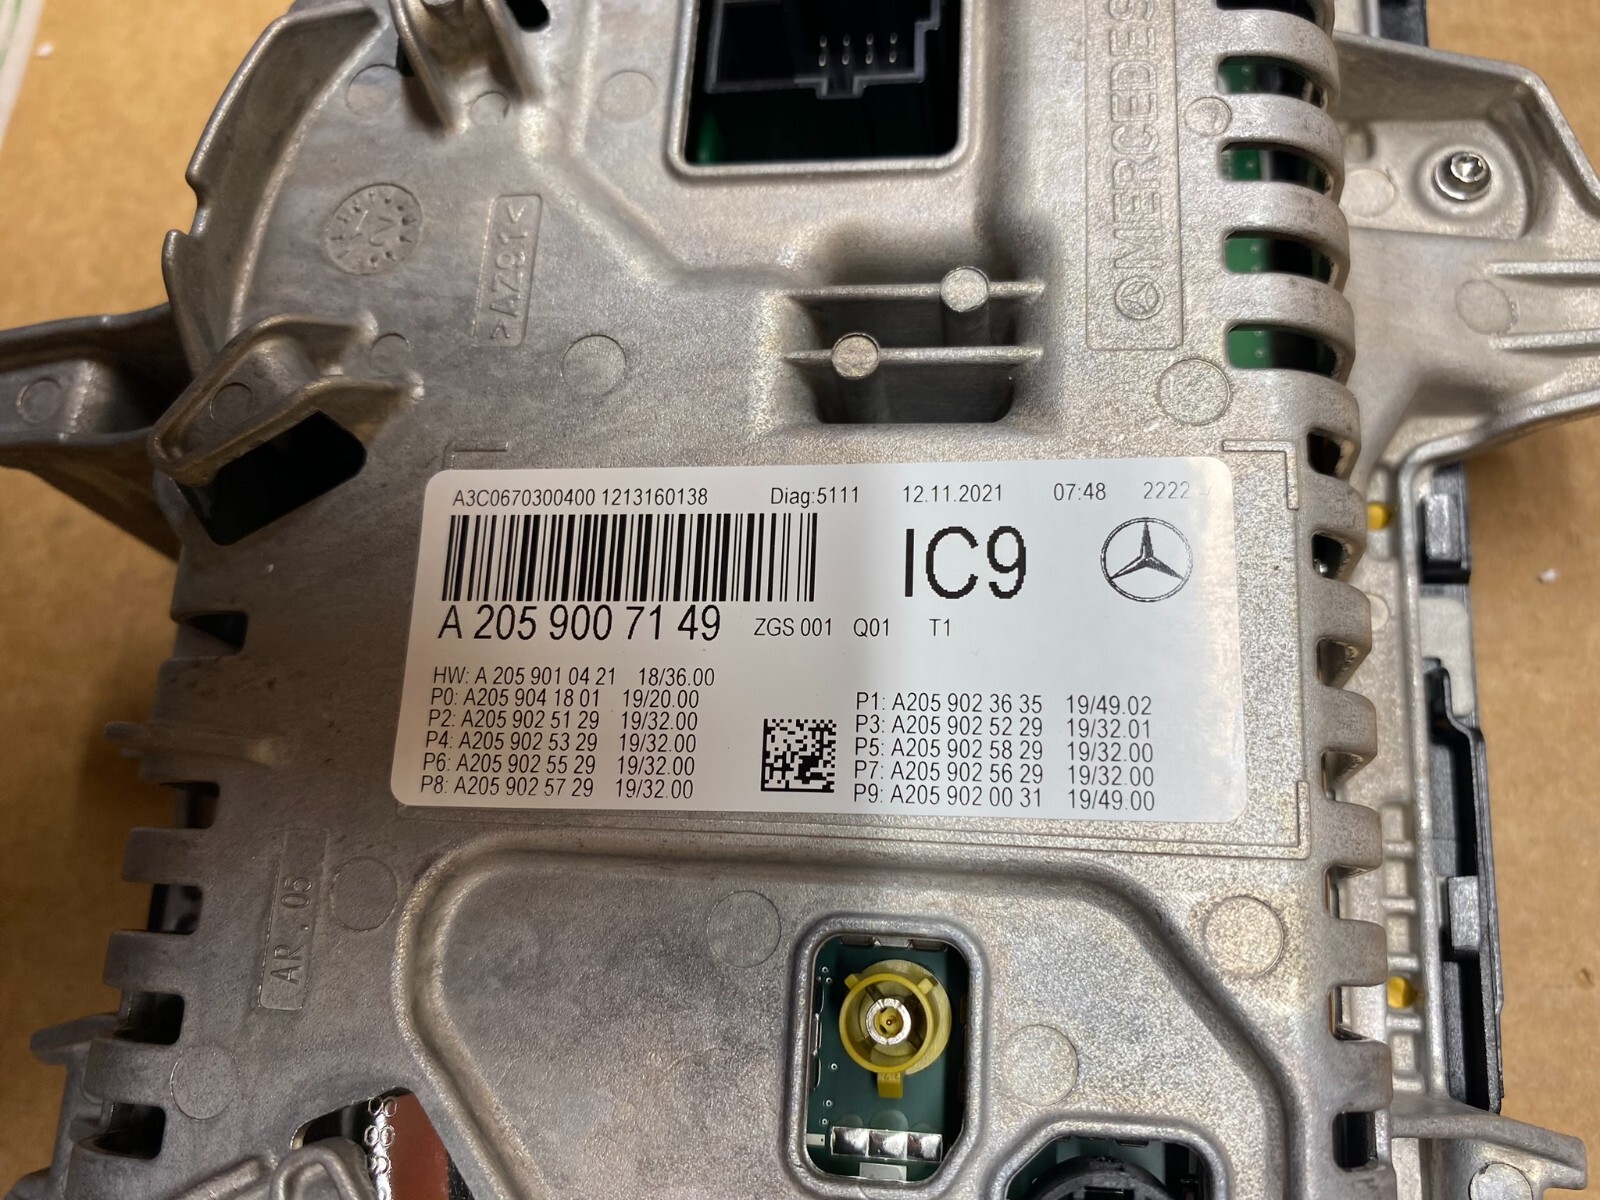 MERCEDES
>AZ91<
A3C0670300400 1213160138 Diag:5111 12.11.2021 07:48 2222
IC9
A 205 900 71 49 ZGS 001 Q01 T1
HW: A 205 901 04 21 18/36.00
P0: A205 904 18 01 19/20.00 P1: A205 902 36 35 19/49.02
P2: A205 902 51 29 19/32.00 P3: A205 902 52 29 19/32.01
P4: A205 902 53 29 19/32.00 P5: A205 902 58 29 19/32.00
P6: A205 902 55 29 19/32.00 P7: A205 902 56 29 19/32.00
P8: A205 902 57 29 19/32.00 P9: A205 902 00 31 19/49.00
AR.05